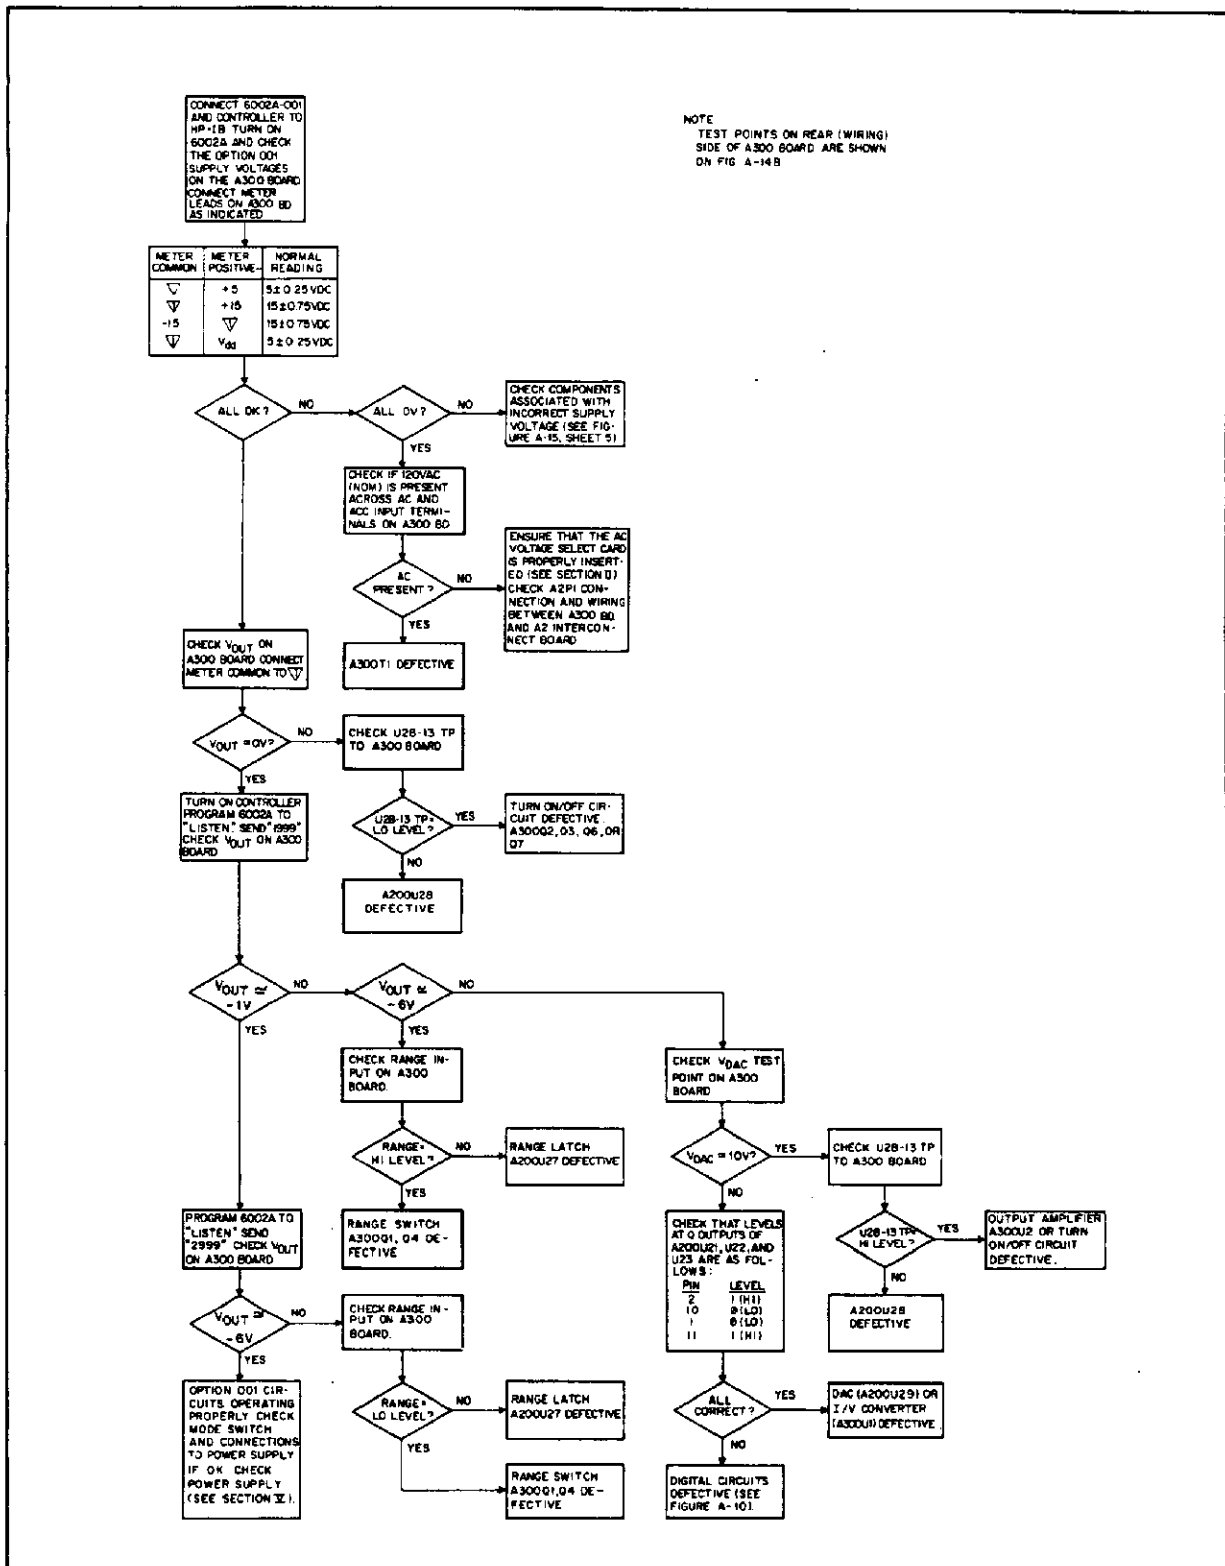 CONNECT 6002A-001
AND CONTROLLER TO
HP-IB TURN ON
6002A AND CHECK
THE OPTION 001
SUPPLY VOLTAGES
ON THE A300 BOARD
CONNECT METER
LEADS ON A300 BD
AS INDICATED
NOTE
TEST POINTS ON REAR (WIRING)
SIDE OF A300 BOARD ARE SHOWN
ON FIG A-14B
METER COMMON METER POSITIVE NORMAL READING
▽ +5 5±0.25VDC
▽ +15 15±0.75VDC
-15 ▽ 15±0.75VDC
▽ Vdd 5±0.25VDC
ALL OK?
NO
ALL 0V?
NO
YES
CHECK COMPONENTS
ASSOCIATED WITH
INCORRECT SUPPLY
VOLTAGE (SEE FIG-
URE A-15, SHEET 5)
CHECK IF 120VAC
(NOM) IS PRESENT
ACROSS AC AND
ACC INPUT TERMI-
NALS ON A300 BD
AC
PRESENT?
NO
YES
ENSURE THAT THE AC
VOLTAGE SELECT CARD
IS PROPERLY INSERT-
ED (SEE SECTION II)
CHECK A2P1 CON-
NECTION AND WIRING
BETWEEN A300 BD
AND A2 INTERCON-
NECT BOARD
A300T1 DEFECTIVE
CHECK VOUT ON
A300 BOARD CONNECT
METER COMMON TO ▽
VOUT = 0V?
NO
YES
CHECK U28-13 TP
TO A300 BOARD
U28-13 TP=
LO LEVEL?
YES
NO
TURN ON/OFF CIR-
CUIT DEFECTIVE.
A300Q2, Q3, Q6, OR
Q7
A200U28
DEFECTIVE
TURN ON CONTROLLER
PROGRAM 6002A TO
"LISTEN." SEND "1999"
CHECK VOUT ON A300
BOARD
VOUT ≃
-1V
NO
YES
VOUT ≃
-6V
NO
YES
CHECK RANGE IN-
PUT ON A300
BOARD.
RANGE=
HI LEVEL?
NO
YES
RANGE LATCH
A200U27 DEFECTIVE
RANGE SWITCH
A300Q1, Q4 DE-
FECTIVE
CHECK VDAC TEST
POINT ON A300
BOARD
VDAC = 10V?
YES
NO
CHECK U28-13 TP
TO A300 BOARD
U28-13 TP=
HI LEVEL?
YES
NO
OUTPUT AMPLIFIER
A300U2 OR TURN
ON/OFF CIRCUIT
DEFECTIVE.
A200U28
DEFECTIVE
CHECK THAT LEVELS
AT Q OUTPUTS OF
A200U21, U22, AND
U23 ARE AS FOL-
LOWS:
PIN LEVEL
2 1 (HI)
10 0 (LO)
1 0 (LO)
11 1 (HI)
ALL
CORRECT?
YES
NO
DAC (A200U29) OR
I/V CONVERTER
(A300U1) DEFECTIVE.
DIGITAL CIRCUITS
DEFECTIVE (SEE
FIGURE A-10).
PROGRAM 6002A TO
"LISTEN" SEND
"2999" CHECK VOUT
ON A300 BOARD
VOUT ≃
-6V
NO
YES
CHECK RANGE IN-
PUT ON A300
BOARD.
RANGE=
LO LEVEL?
NO
YES
RANGE LATCH
A200U27 DEFECTIVE
RANGE SWITCH
A300Q1, Q4 DE-
FECTIVE
OPTION 001 CIR-
CUITS OPERATING
PROPERLY CHECK
MODE SWITCH
AND CONNECTIONS
TO POWER SUPPLY
IF OK CHECK
POWER SUPPLY
(SEE SECTION V).